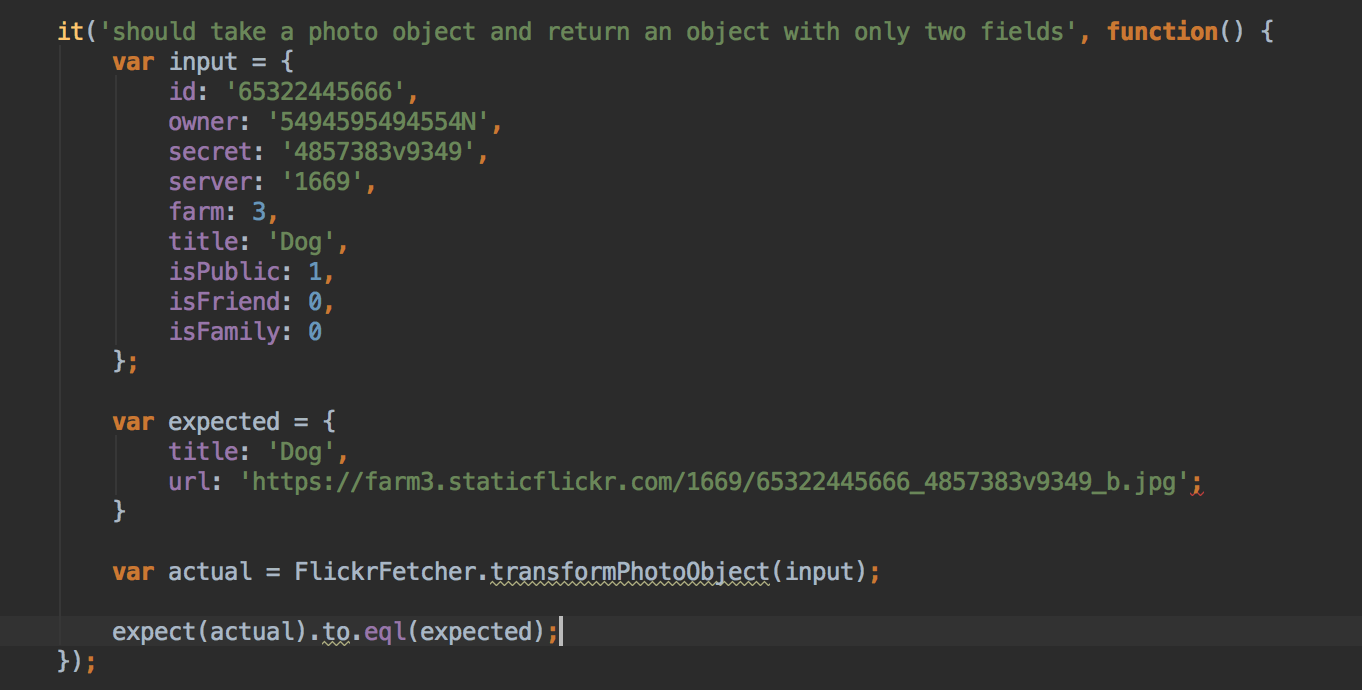 it('should take a photo object and return an object with only two fields', function() {
    var input = {
        id: '65322445666',
        owner: '5494595494554N',
        secret: '4857383v9349',
        server: '1669',
        farm: 3,
        title: 'Dog',
        isPublic: 1,
        isFriend: 0,
        isFamily: 0
    };

    var expected = {
        title: 'Dog',
        url: 'https://farm3.staticflickr.com/1669/65322445666_4857383v9349_b.jpg';
    }

    var actual = FlickrFetcher.transformPhotoObject(input);

    expect(actual).to.eql(expected);
});